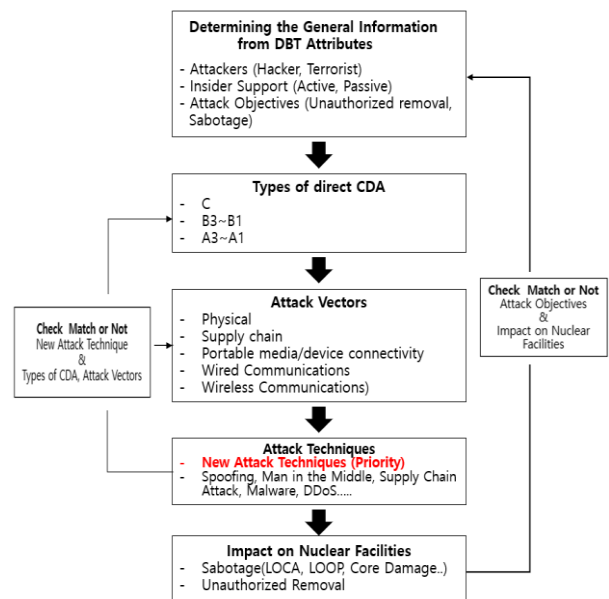 Determining the General Information
from DBT Attributes
- Attackers (Hacker, Terrorist)
- Insider Support (Active, Passive)
- Attack Objectives (Unauthorized removal,
Sabotage)
Types of direct CDA
- C
- B3~B1
- A3~A1
Attack Vectors
- Physical
- Supply chain
- Portable media/device connectivity
- Wired Communications
- Wireless Communications)
Check Match or Not
New Attack Technique
&
Types of CDA, Attack Vectors
Check Match or Not
Attack Objectives
&
Impact on Nuclear
Facilities
Attack Techniques
- New Attack Techniques (Priority)
- Spoofing, Man in the Middle, Supply Chain
Attack, Malware, DDoS.....
Impact on Nuclear Facilities
- Sabotage(LOCA, LOOP, Core Damage..)
- Unauthorized Removal